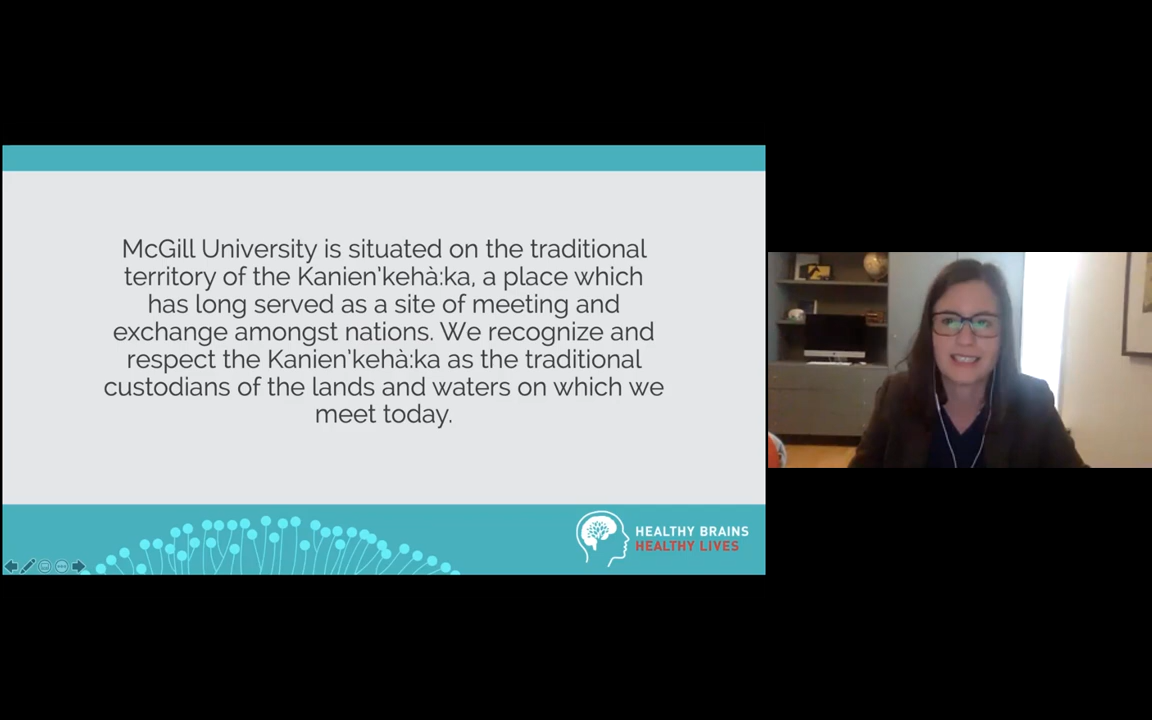 McGill University is situated on the traditional
territory of the Kanien'kehà:ka, a place which
has long served as a site of meeting and
exchange amongst nations. We recognize and
respect the Kanien'kehà:ka as the traditional
custodians of the lands and waters on which we
meet today.
HEALTHY BRAINS
HEALTHY LIVES